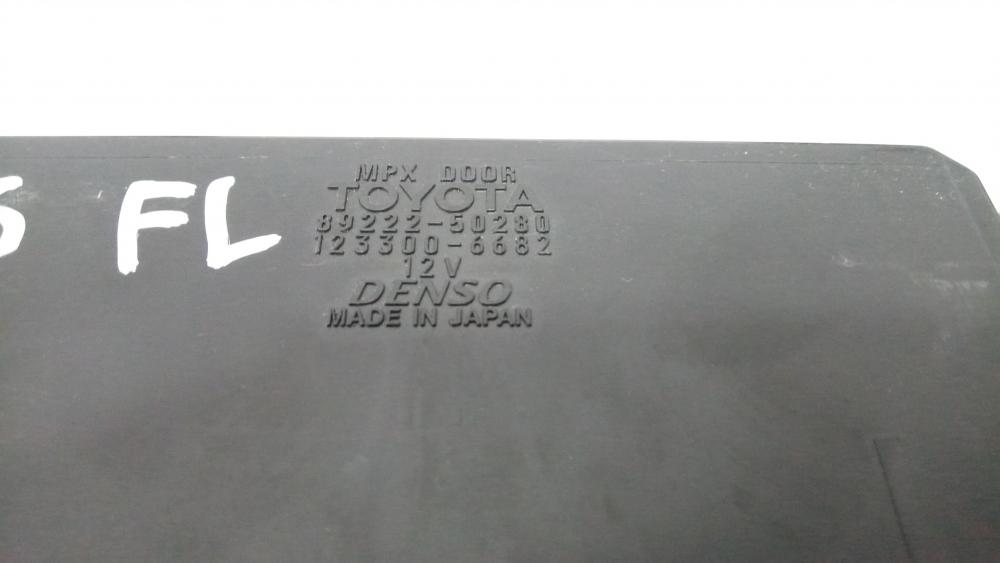 MPX DOOR
TOYOTA
89222-50280
123300-6682
12V
DENSO
MADE IN JAPAN
FL